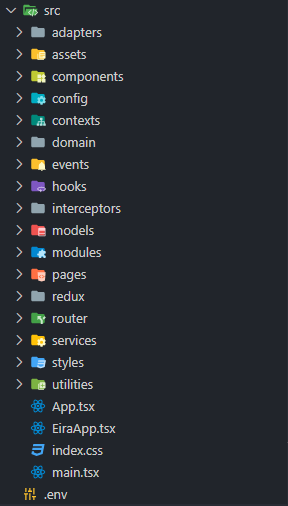 src
adapters
assets
components
config
contexts
domain
events
hooks
interceptors
models
modules
pages
redux
router
services
styles
utilities
App.tsx
EiraApp.tsx
index.css
main.tsx
.env